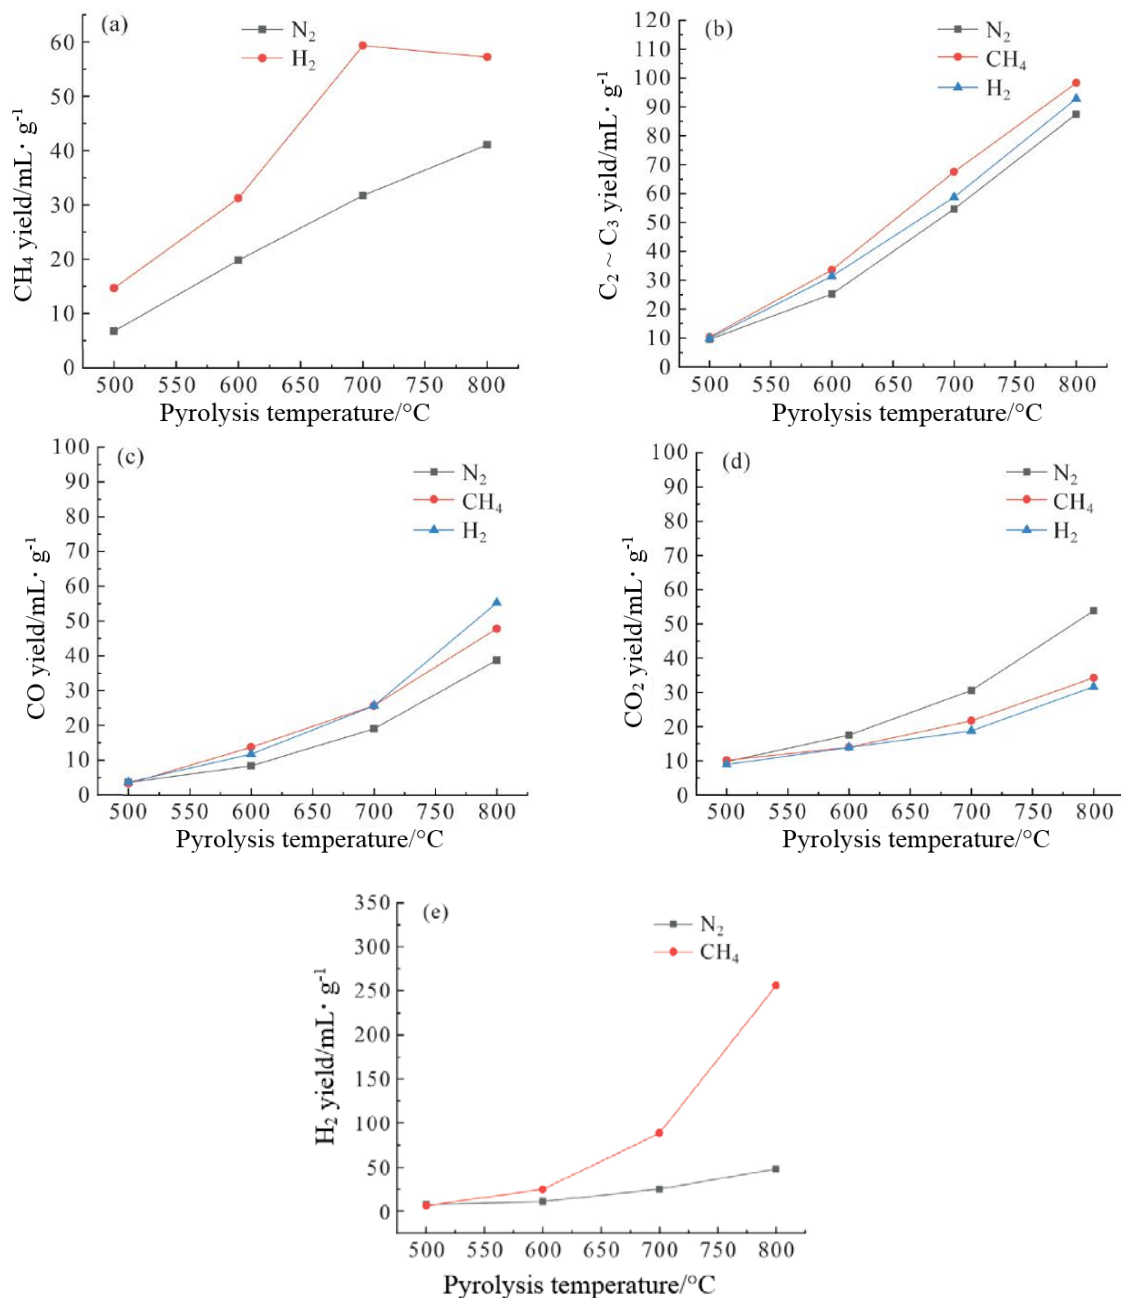 (a)
N₂
H₂
60
50
40
30
20
10
0
CH₄ yield/mL· g⁻¹
500 550 600 650 700 750 800
Pyrolysis temperature/°C
(b)
N₂
CH₄
H₂
120
110
100
90
80
70
60
50
40
30
20
10
0
C₂ ~ C₃ yield/mL· g⁻¹
500 550 600 650 700 750 800
Pyrolysis temperature/°C
(c)
N₂
CH₄
H₂
100
90
80
70
60
50
40
30
20
10
0
CO yield/mL· g⁻¹
500 550 600 650 700 750 800
Pyrolysis temperature/°C
(d)
N₂
CH₄
H₂
100
90
80
70
60
50
40
30
20
10
0
CO₂ yield/mL· g⁻¹
500 550 600 650 700 750 800
Pyrolysis temperature/°C
(e)
N₂
CH₄
350
300
250
200
150
100
50
0
H₂ yield/mL· g⁻¹
500 550 600 650 700 750 800
Pyrolysis temperature/°C